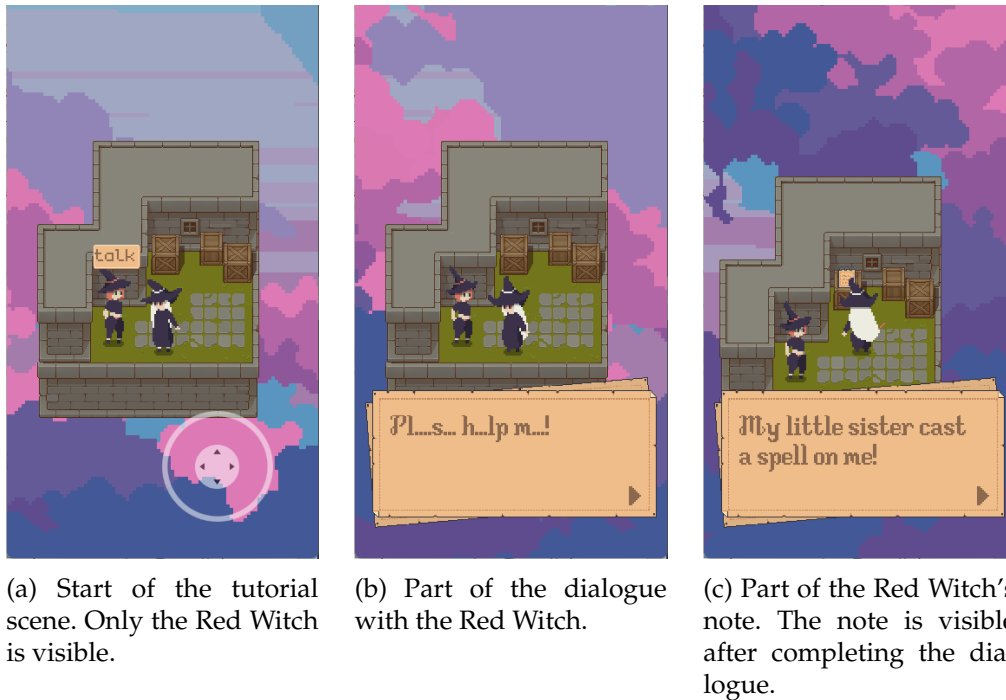 talk
Pl....s... h...lp m...!
My little sister cast
a spell on me!
(a) Start of the tutorial
scene. Only the Red Witch
is visible.
(b) Part of the dialogue
with the Red Witch.
(c) Part of the Red Witch's
note. The note is visible
after completing the dia
logue.